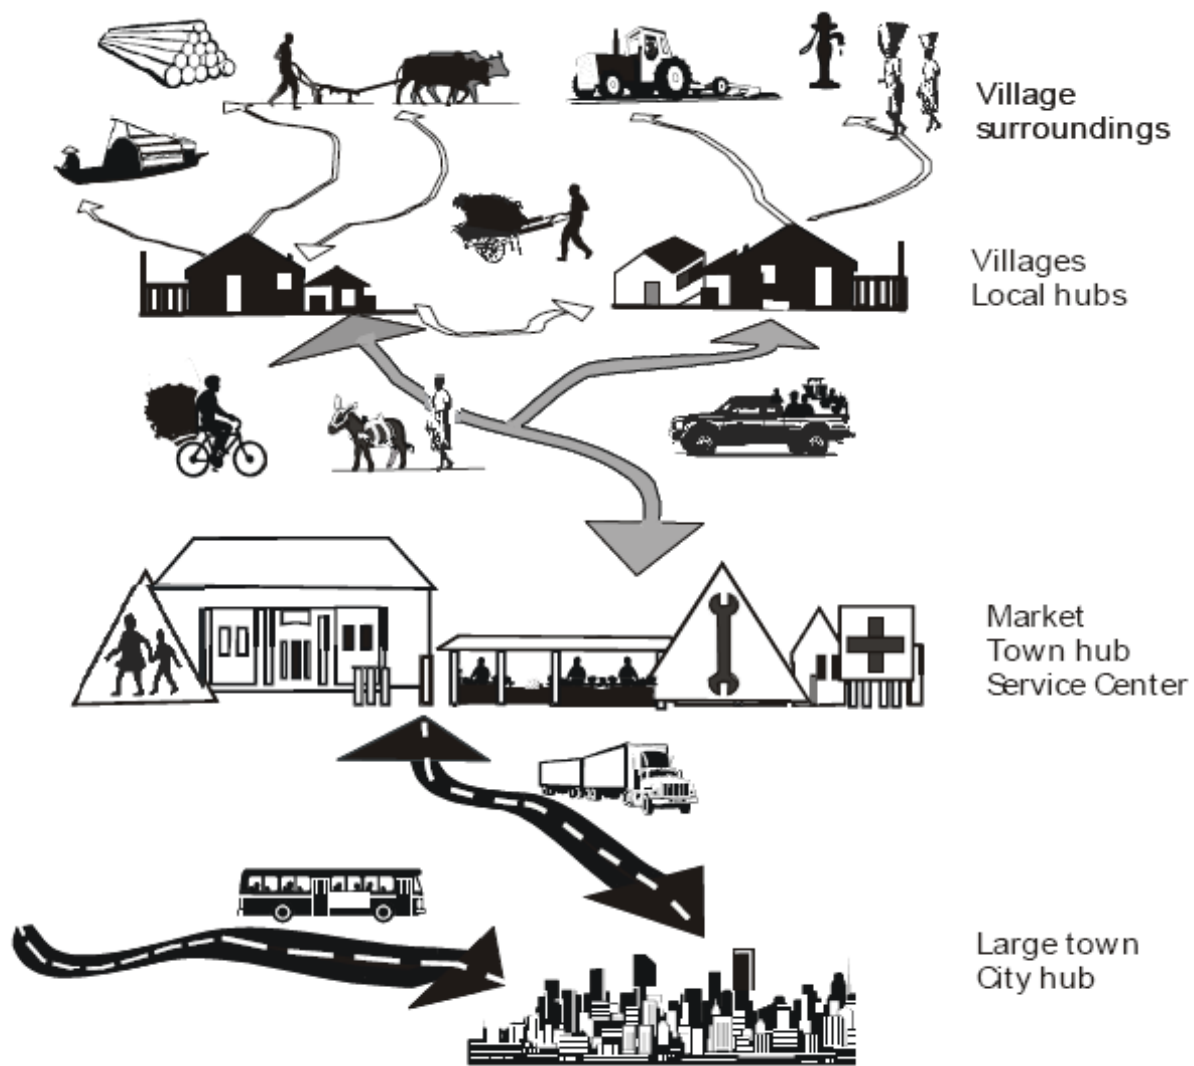 Village
surroundings
Villages
Local hubs
Market
Town hub
Service Center
Large town
City hub